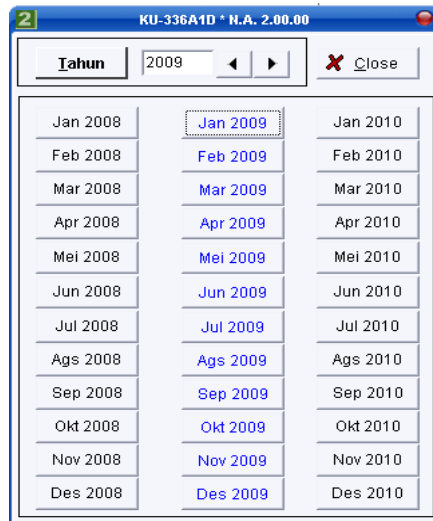 2 KU-336A1D * N.A. 2.00.00
Tahun 2009 Close
Jan 2008 Jan 2009 Jan 2010
Feb 2008 Feb 2009 Feb 2010
Mar 2008 Mar 2009 Mar 2010
Apr 2008 Apr 2009 Apr 2010
Mei 2008 Mei 2009 Mei 2010
Jun 2008 Jun 2009 Jun 2010
Jul 2008 Jul 2009 Jul 2010
Ags 2008 Ags 2009 Ags 2010
Sep 2008 Sep 2009 Sep 2010
Okt 2008 Okt 2009 Okt 2010
Nov 2008 Nov 2009 Nov 2010
Des 2008 Des 2009 Des 2010